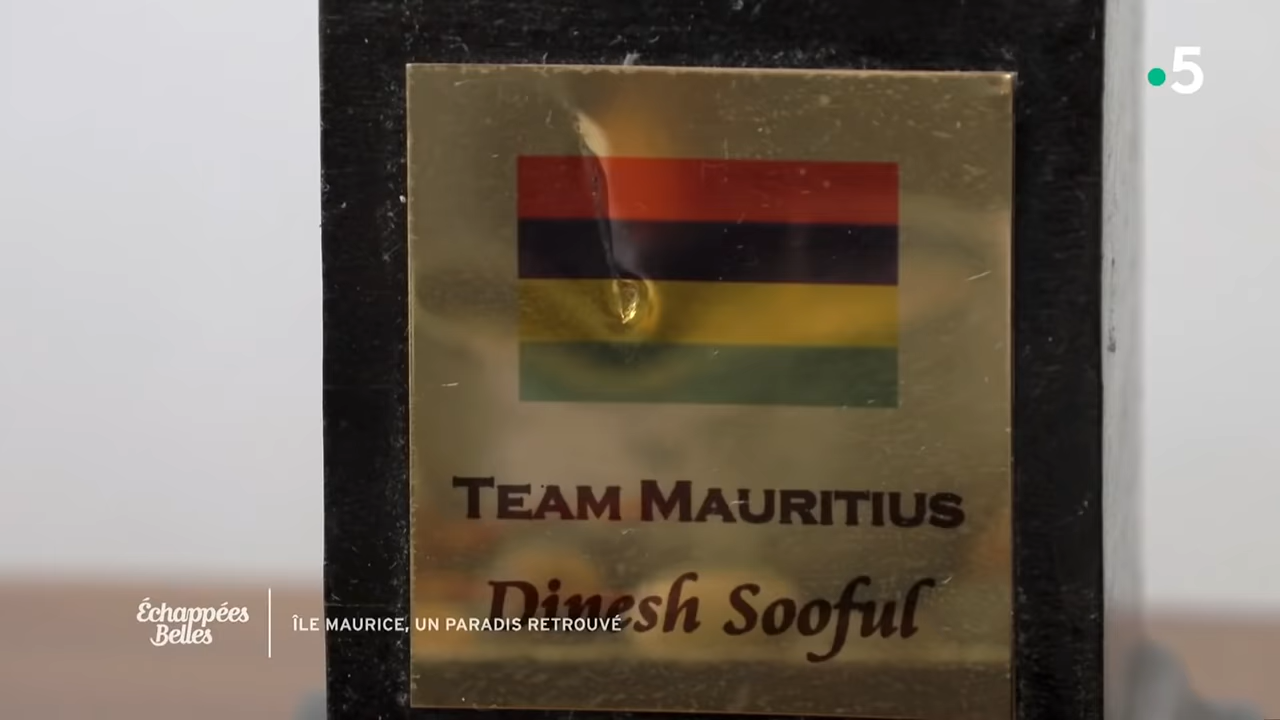 5
TEAM MAURITIUS
Dinesh Sooful
Échappées
Belles
ÎLE MAURICE, UN PARADIS RETROUVÉ